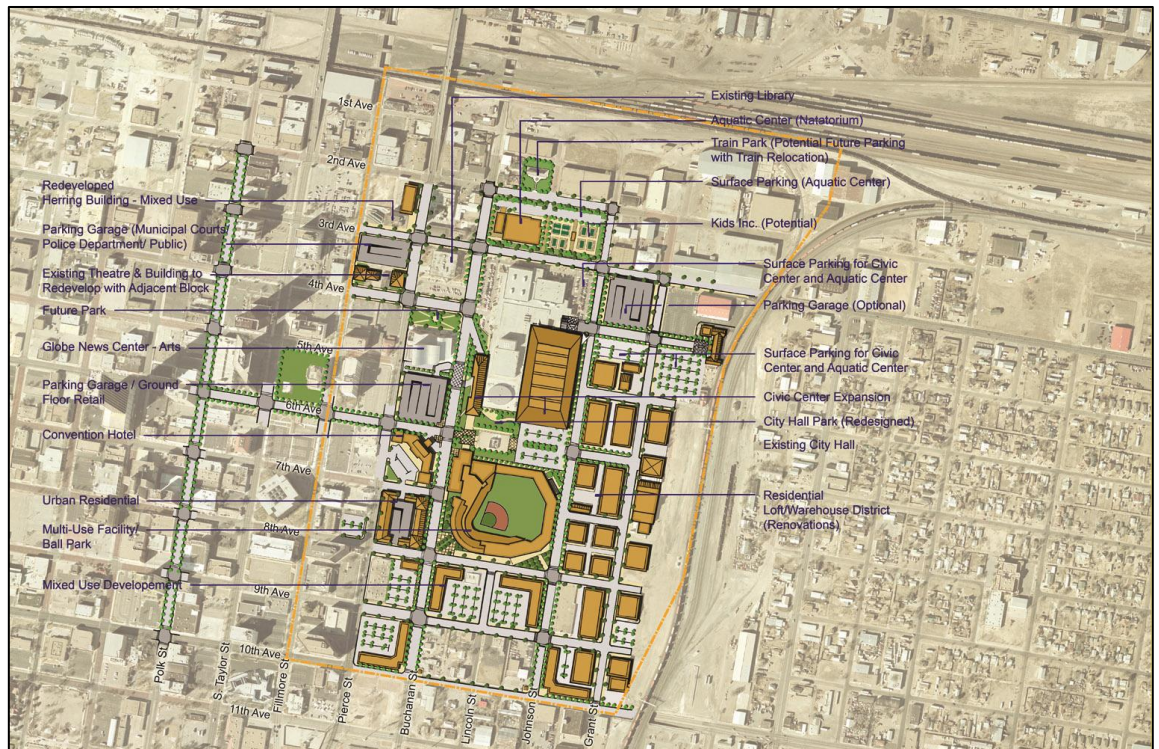 Existing Library
Aquatic Center (Natatorium)
Train Park (Potential Future Parking
with Train Relocation)
Surface Parking (Aquatic Center)
Kids Inc. (Potential)
Surface Parking for Civic
Center and Aquatic Center
Parking Garage (Optional)
Surface Parking for Civic
Center and Aquatic Center
Civic Center Expansion
City Hall Park (Redesigned)
Existing City Hall
Residential
Loft/Warehouse District
(Renovations)
Redeveloped
Herring Building - Mixed Use
Parking Garage (Municipal Courts/
Police Department/ Public)
Existing Theatre & Building to
Redevelop with Adjacent Block
Future Park
Globe News Center - Arts
Parking Garage / Ground
Floor Retail
Convention Hotel
Urban Residential
Multi-Use Facility/
Ball Park
Mixed Use Developement
1st Ave
2nd Ave
3rd Ave
4th Ave
5th Ave
6th Ave
7th Ave
8th Ave
9th Ave
10th Ave
11th Ave
Polk St
S. Taylor St
Fillmore St
Pierce St
Buchanan St
Lincoln St
Johnson St
Grant St